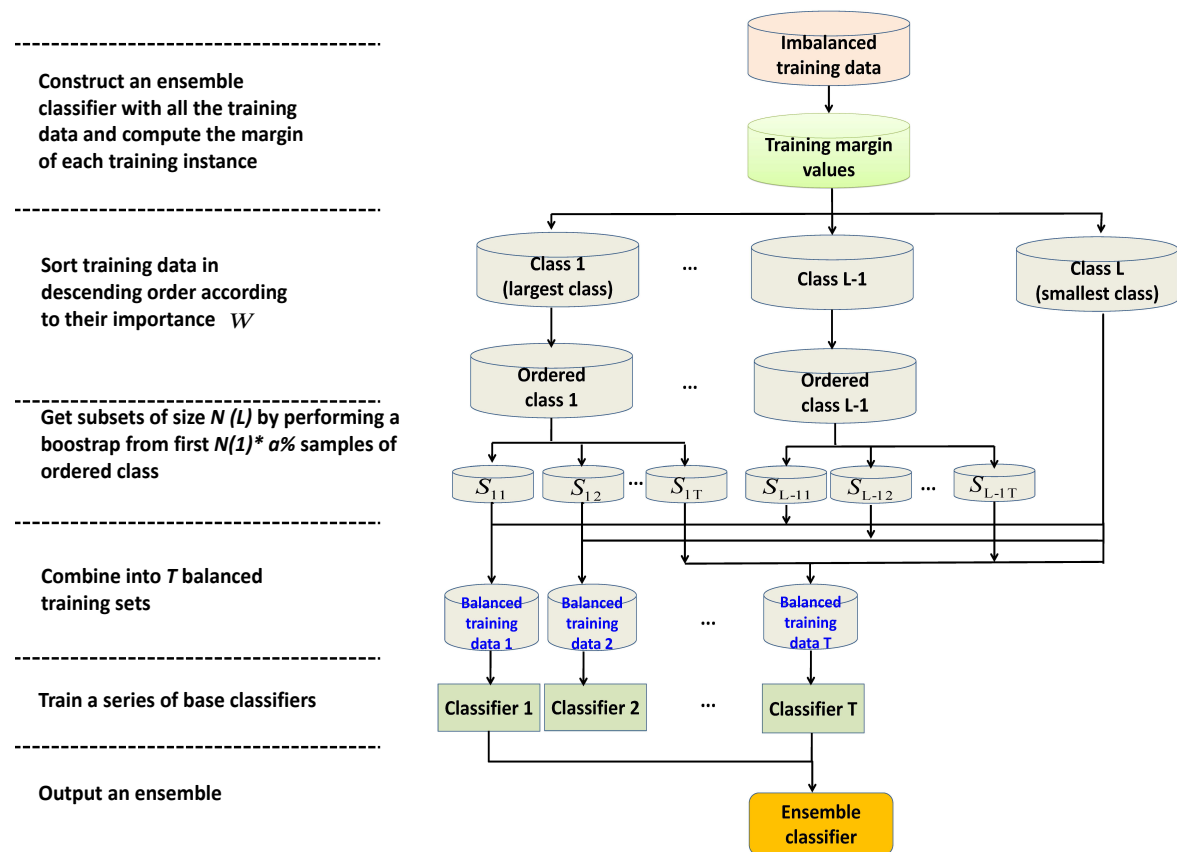 Imbalanced
training data
Construct an ensemble
classifier with all the training
data and compute the margin
of each training instance
Training margin
values
Sort training data in
descending order according
to their importance W
Class 1
(largest class)
...
Class L-1
Class L
(smallest class)
Ordered
class 1
...
Ordered
class L-1
Get subsets of size N (L) by performing a
boostrap from first N(1)* a% samples of
ordered class
S11 S12 ... S1T SL-11 SL-12 ... SL-1T
Combine into T balanced
training sets
Balanced
training
data 1
Balanced
training
data 2
...
Balanced
training
data T
Train a series of base classifiers
Classifier 1
Classifier 2
...
Classifier T
Output an ensemble
Ensemble
classifier